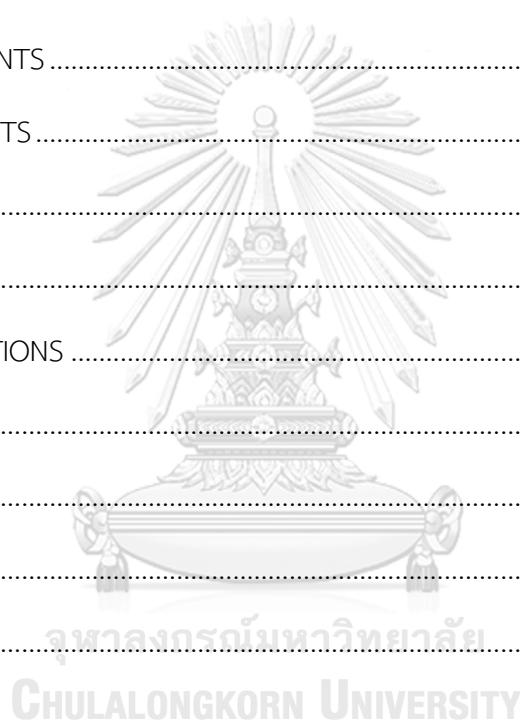 NTS ................................................................
TS ................................................................
................................................................
................................................................
TIONS ................................................................
................................................................
................................................................
................................................................
จุฬาลงกรณ์มหาวิทยาลัย
................................................................
CHULALONGKORN UNIVERSITY